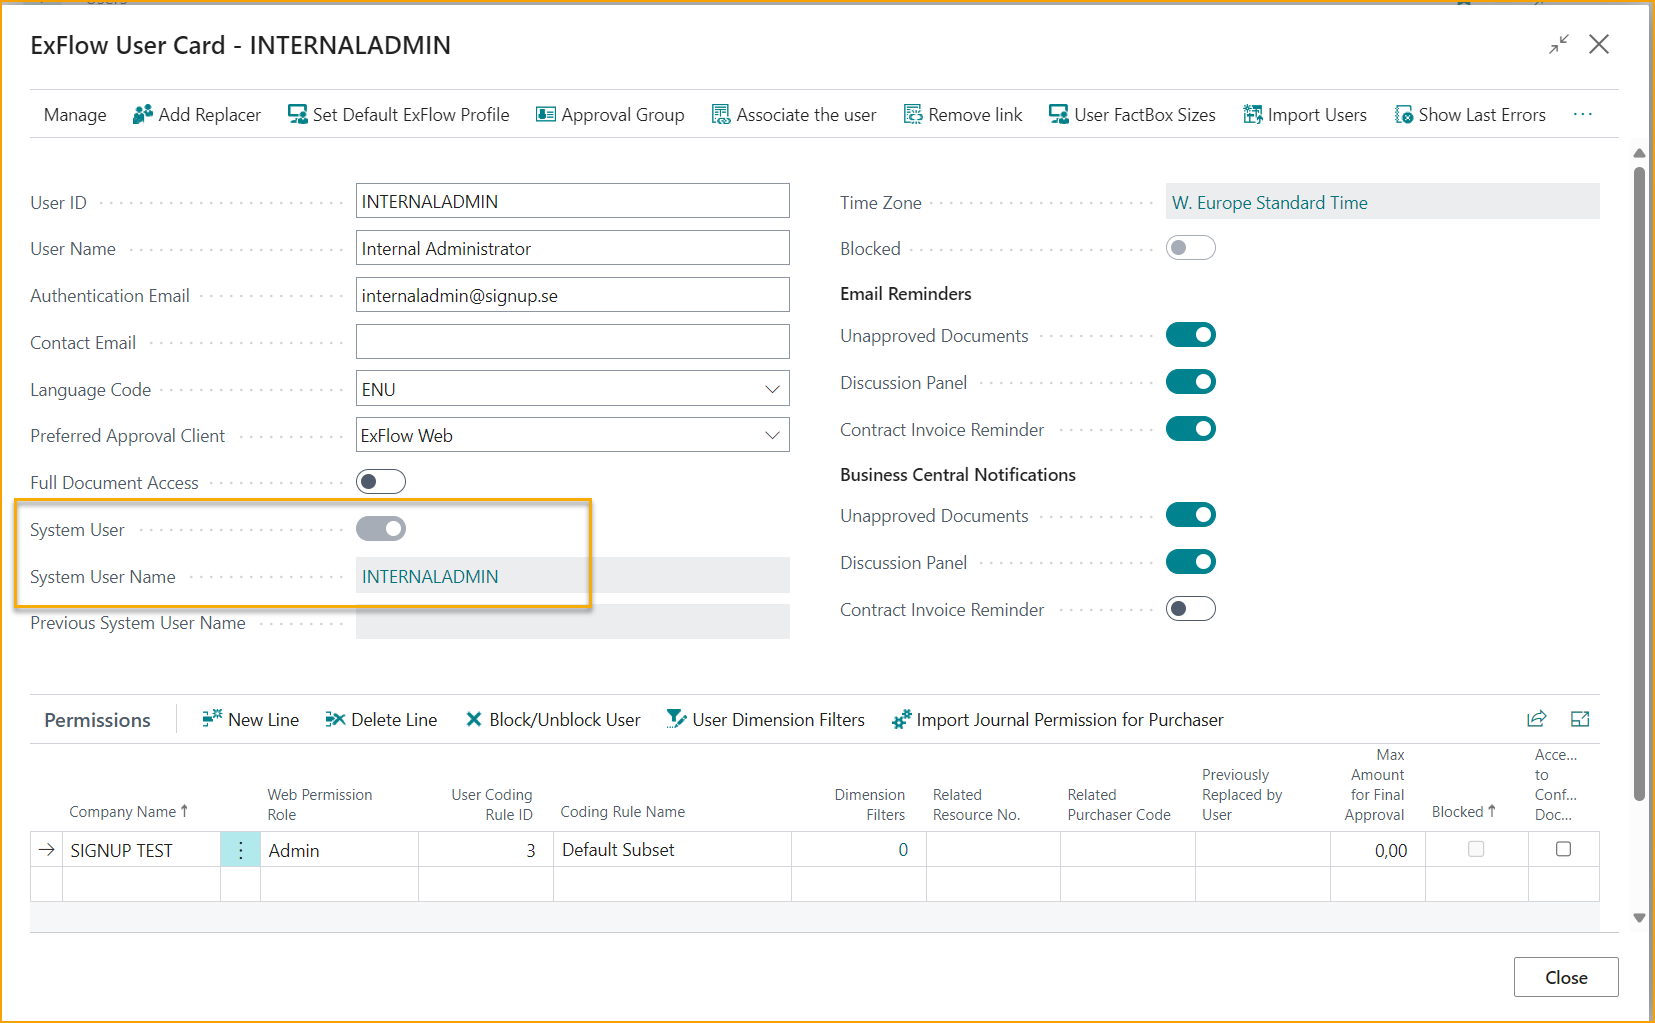 ExFlow User Card - INTERNALADMIN
Manage Add Replacer Set Default ExFlow Profile Approval Group Associate the user Remove link User FactBox Sizes Import Users Show Last Errors ...
User ID INTERNALADMIN
User Name Internal Administrator
Authentication Email internaladmin@signup.se
Contact Email
Language Code ENU
Preferred Approval Client ExFlow Web
Full Document Access
System User
System User Name INTERNALADMIN
Previous System User Name
Time Zone W. Europe Standard Time
Blocked
Email Reminders
Unapproved Documents
Discussion Panel
Contract Invoice Reminder
Business Central Notifications
Unapproved Documents
Discussion Panel
Contract Invoice Reminder
Permissions New Line Delete Line Block/Unblock User User Dimension Filters Import Journal Permission for Purchaser
Company Name ↑
Web Permission
Role
User Coding
Rule ID
Coding Rule Name
Dimension
Filters
Related
Resource No.
Related
Purchaser Code
Previously
Replaced by
User
Max
Amount
for Final
Approval
Blocked ↑
Acce...
to
Conf...
Doc...
SIGNUP TEST Admin 3 Default Subset 0 0,00
Close